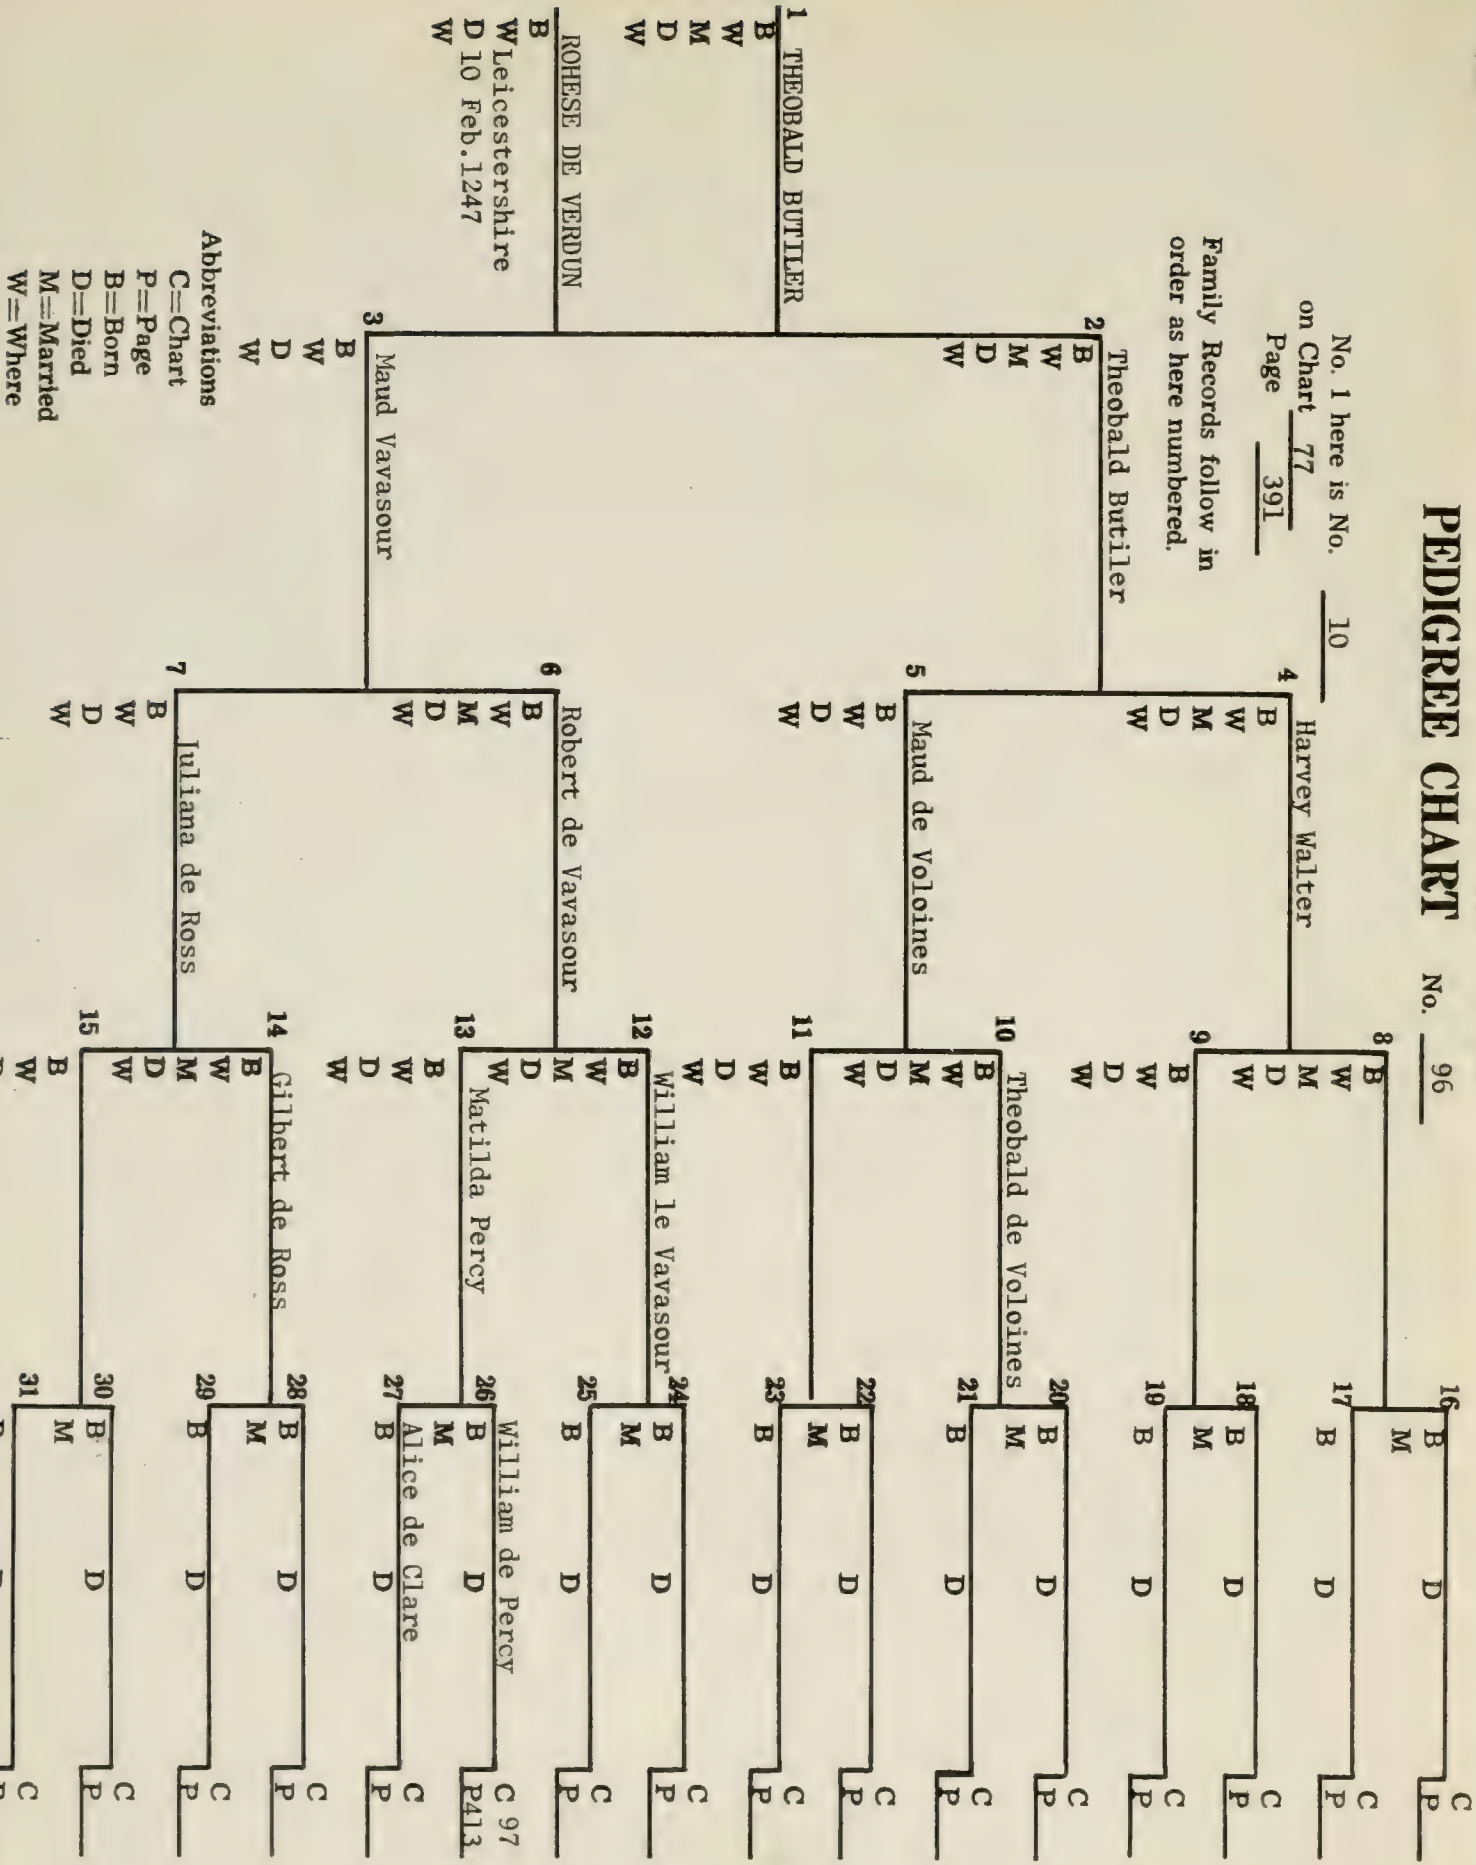 PEDIGREE CHART No. 96
No. 1 here is No. 10
on Chart 77
Page 391
Family Records follow in
order as here numbered.
1 THEOBALD BUTILER
B
W
M
D
W
ROHESE DE VERDUN
B
W Leicestershire
D 10 Feb.1247
W
2 Theobald Butiler
B
W
M
D
W
3 Maud Vavasour
B
W
D
W
4 Harvey Walter
B
W
M
D
W
5 Maud de Voloines
B
W
D
W
6 Robert de Vavasour
B
W
M
D
W
7 Juliana de Ross
B
W
D
W
8
B
W
M
D
W
9
B
W
D
W
10 Theobald de Voloines
B
W
M
D
W
11
B
W
D
W
12 William le Vavasour
B
W
M
D
W
13 Matilda Percy
B
W
D
W
14 Gilbert de Ross
B
W
M
D
W
15
B
W
16
B D
M
C
P
17
B D
C
P
18
B D
M
C
P
19
B D
C
P
20
B D
M
C
P
21
B D
C
P
22
B D
M
C
P
23
B D
C
P
24
B D
M
C
P
25
B D
C
P
26 William de Percy
B D
M
C 97
P413
27 Alice de Clare
B D
C
P
28
B D
M
C
P
29
B D
C
P
30
B D
M
C
P
31
C
Abbreviations
C=Chart
P=Page
B=Born
D=Died
M=Married
W=Where